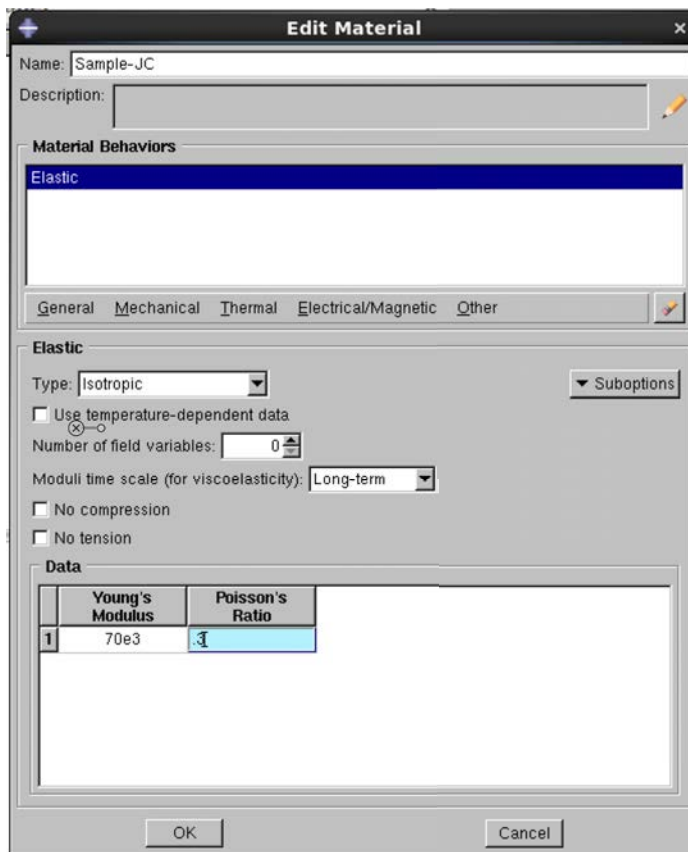 Edit Material
Name: Sample-JC
Description:
Material Behaviors
Elastic
General Mechanical Thermal Electrical/Magnetic Other
Elastic
Type: Isotropic
Suboptions
Use temperature-dependent data
Number of field variables: 0
Moduli time scale (for viscoelasticity): Long-term
No compression
No tension
Data
Young's Modulus Poisson's Ratio
1 70e3 .3
OK Cancel